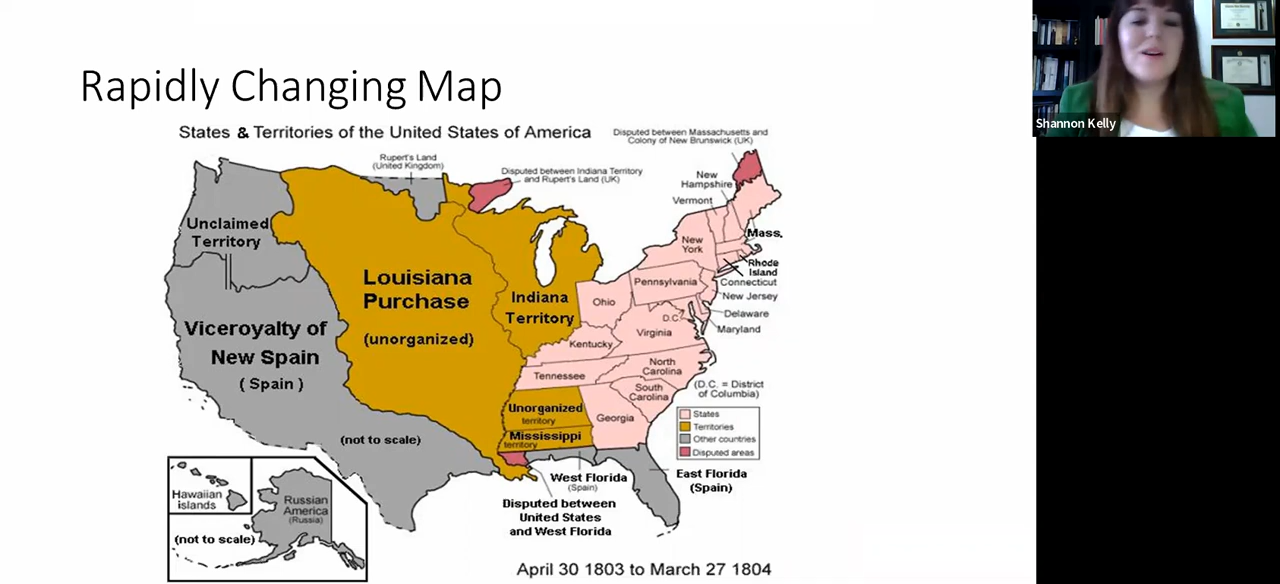 Rapidly Changing Map
States & Territories of the United States of America
Disputed between Massachusetts and
Colony of New Brunswick (UK)
Rupert's Land
(United Kingdom)
Disputed between Indiana Territory
and Rupert's Land (UK)
New
Hampshire
Vermont
Unclaimed
Territory
New
York
Mass.
Rhode
Island
Connecticut
Louisiana
Purchase
(unorganized)
Indiana
Territory
Pennsylvania
Ohio
New Jersey
D.C.
Delaware
Maryland
Virginia
Viceroyalty of
New Spain
( Spain )
Kentucky
North
Carolina
Tennessee
South
Carolina
(D.C. = District
of Columbia)
Unorganized
territory
Georgia
Mississippi
territory
(not to scale)
States
Territories
Other countries
Disputed areas
West Florida
(Spain)
East Florida
(Spain)
Disputed between
United States
and West Florida
Hawaiian
islands
Russian
America
(Russia)
(not to scale)
April 30 1803 to March 27 1804
Shannon Kelly